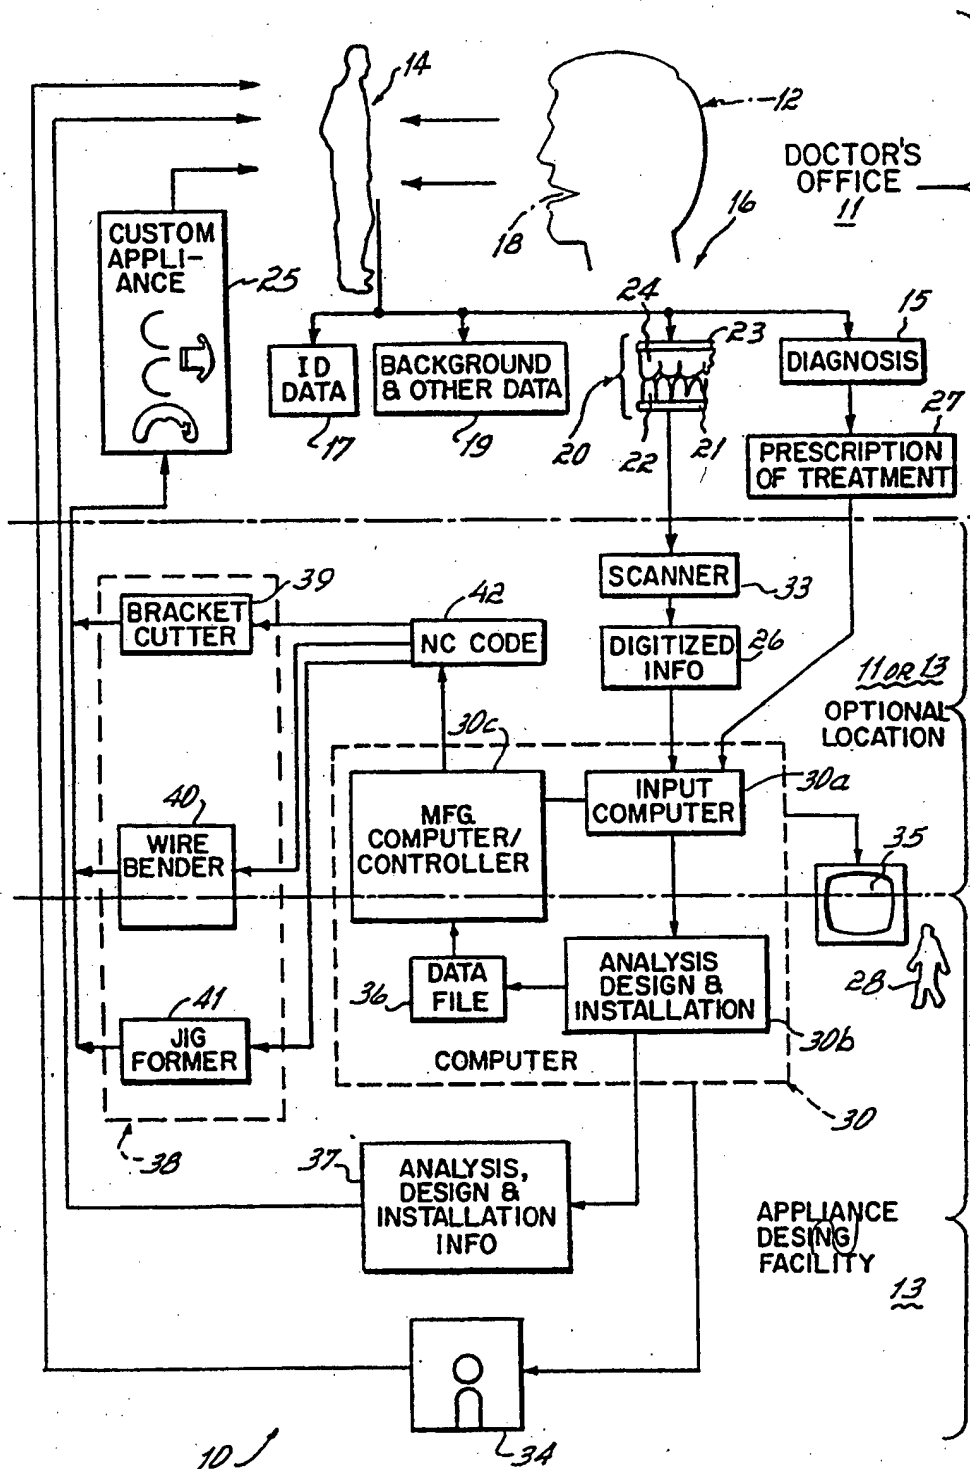 14
12
DOCTOR'S
OFFICE
11
18
16
CUSTOM
APPLI-
ANCE
25
24
23
15
ID
DATA
17
BACKGROUND
& OTHER DATA
19
20
22
21
DIAGNOSIS
27
PRESCRIPTION
OF TREATMENT
SCANNER
33
39
BRACKET
CUTTER
42
NC CODE
DIGITIZED
INFO
26
11 OR 13
OPTIONAL
LOCATION
30c
MFG.
COMPUTER/
CONTROLLER
INPUT
COMPUTER
30a
40
WIRE
BENDER
35
DATA
FILE
36
ANALYSIS
DESIGN &
INSTALLATION
30b
28
41
JIG
FORMER
COMPUTER
30
38
37
ANALYSIS,
DESIGN &
INSTALLATION
INFO
APPLIANCE
DESING
FACILITY
13
34
10